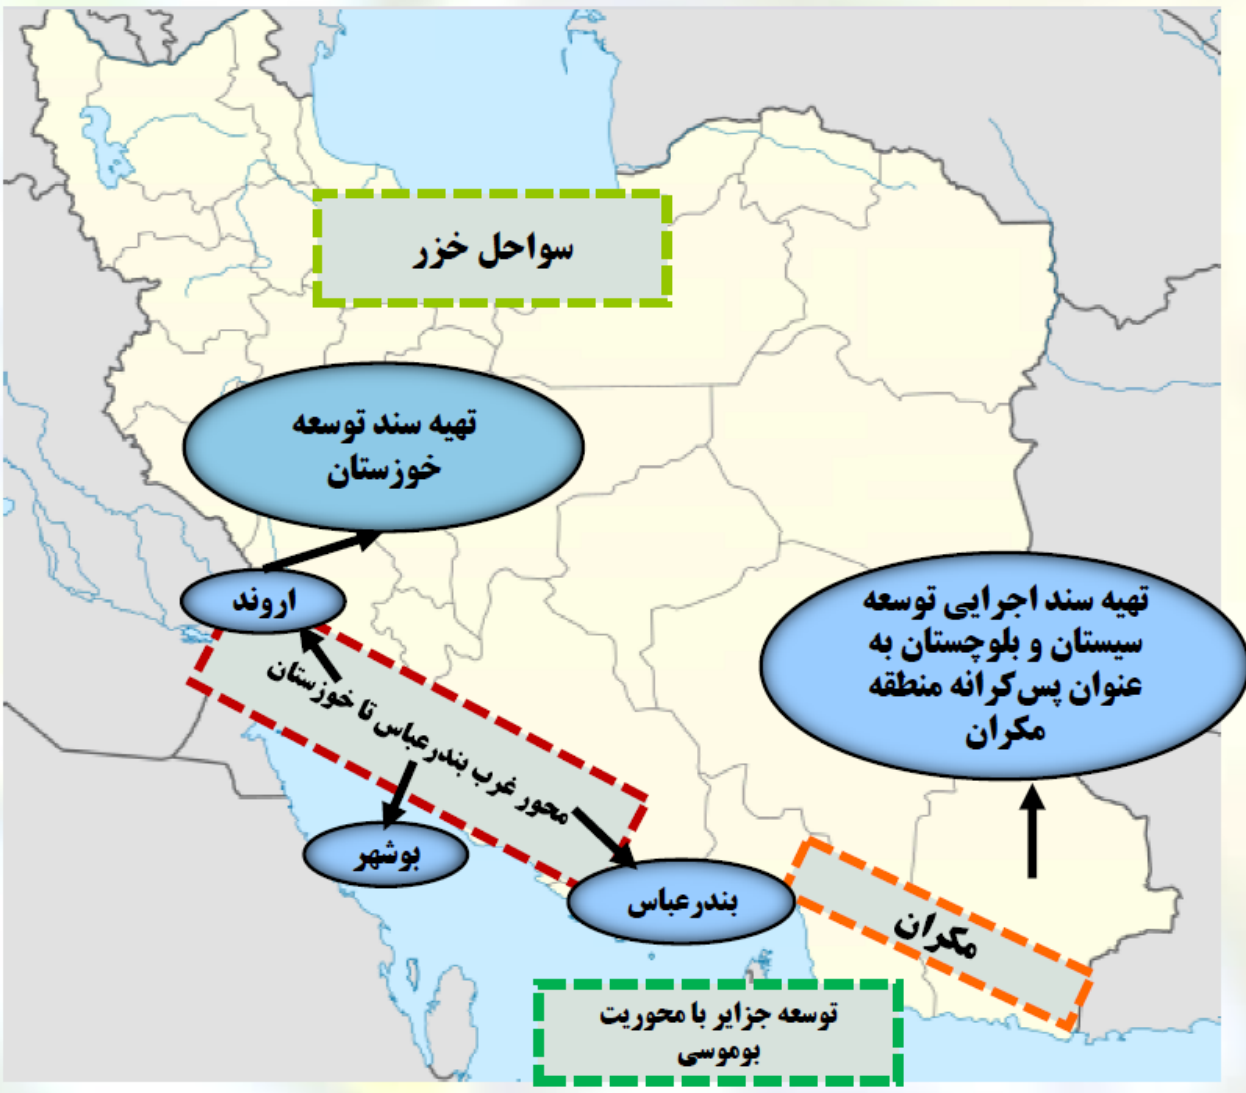 سواحل خزر
تهیه سند توسعه
خوزستان
اروند
محور غرب بندرعباس تا خوزستان
بوشهر
بندرعباس
تهیه سند اجرایی توسعه
سیستان و بلوچستان به
عنوان پس‌کرانه منطقه
مکران
مکران
توسعه جزایر با محوریت
بوموسی